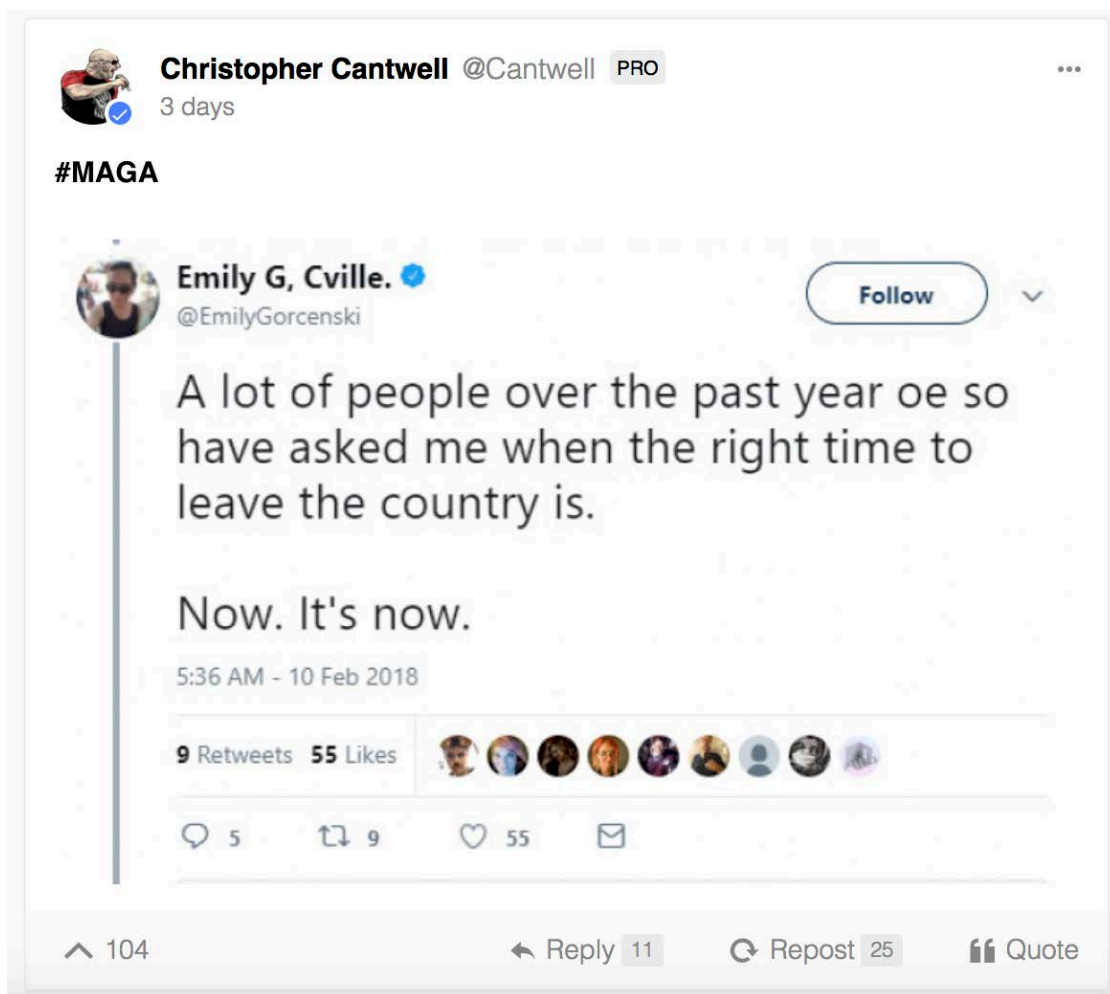 Christopher Cantwell @Cantwell PRO
3 days
#MAGA
Emily G, Cville.
@EmilyGorcenski
Follow
A lot of people over the past year oe so
have asked me when the right time to
leave the country is.
Now. It's now.
5:36 AM - 10 Feb 2018
9 Retweets 55 Likes
5 9 55
104 Reply 11 Repost 25 Quote